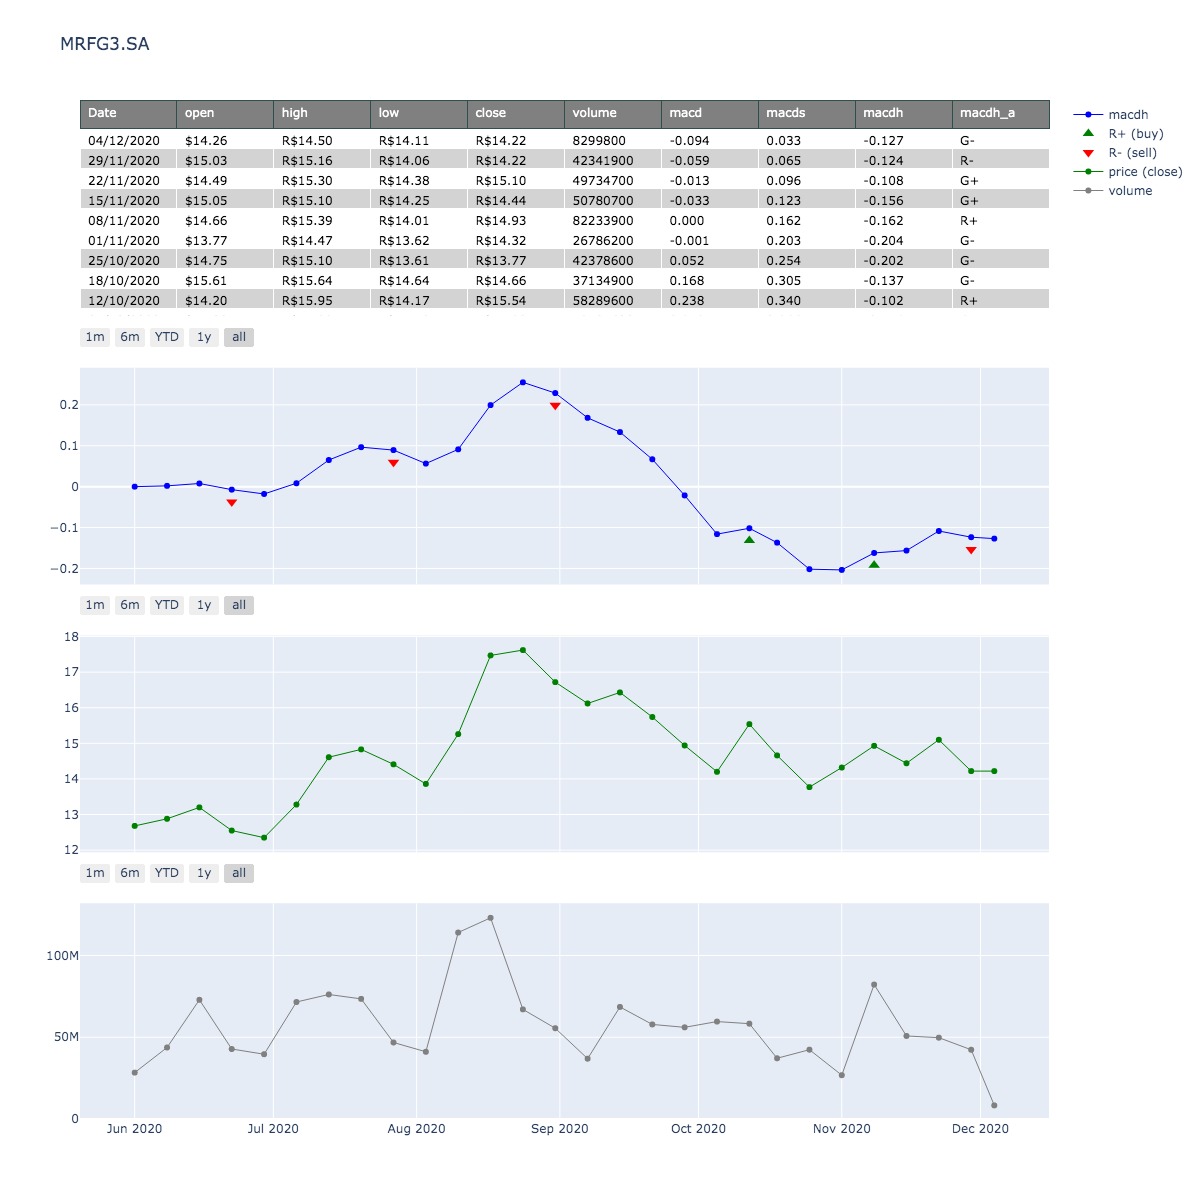 MRFG3.SA
Date open high low close volume macd macds macdh macdh_a
04/12/2020 $14.26 R$14.50 R$14.11 R$14.22 8299800 -0.094 0.033 -0.127 G-
29/11/2020 $15.03 R$15.16 R$14.06 R$14.22 42341900 -0.059 0.065 -0.124 R-
22/11/2020 $14.49 R$15.30 R$14.38 R$15.10 49734700 -0.013 0.096 -0.108 G+
15/11/2020 $15.05 R$15.10 R$14.25 R$14.44 50780700 -0.033 0.123 -0.156 G+
08/11/2020 $14.66 R$15.39 R$14.01 R$14.93 82233900 0.000 0.162 -0.162 R+
01/11/2020 $13.77 R$14.47 R$13.62 R$14.32 26786200 -0.001 0.203 -0.204 G-
25/10/2020 $14.75 R$15.10 R$13.61 R$13.77 42378600 0.052 0.254 -0.202 G-
18/10/2020 $15.61 R$15.64 R$14.64 R$14.66 37134900 0.168 0.305 -0.137 G-
12/10/2020 $14.20 R$15.95 R$14.17 R$15.54 58289600 0.238 0.340 -0.102 R+
macdh
R+ (buy)
R- (sell)
price (close)
volume
1m 6m YTD 1y all
0.2
0.1
0
−0.1
−0.2
1m 6m YTD 1y all
18
17
16
15
14
13
12
1m 6m YTD 1y all
100M
50M
0
Jun 2020 Jul 2020 Aug 2020 Sep 2020 Oct 2020 Nov 2020 Dec 2020